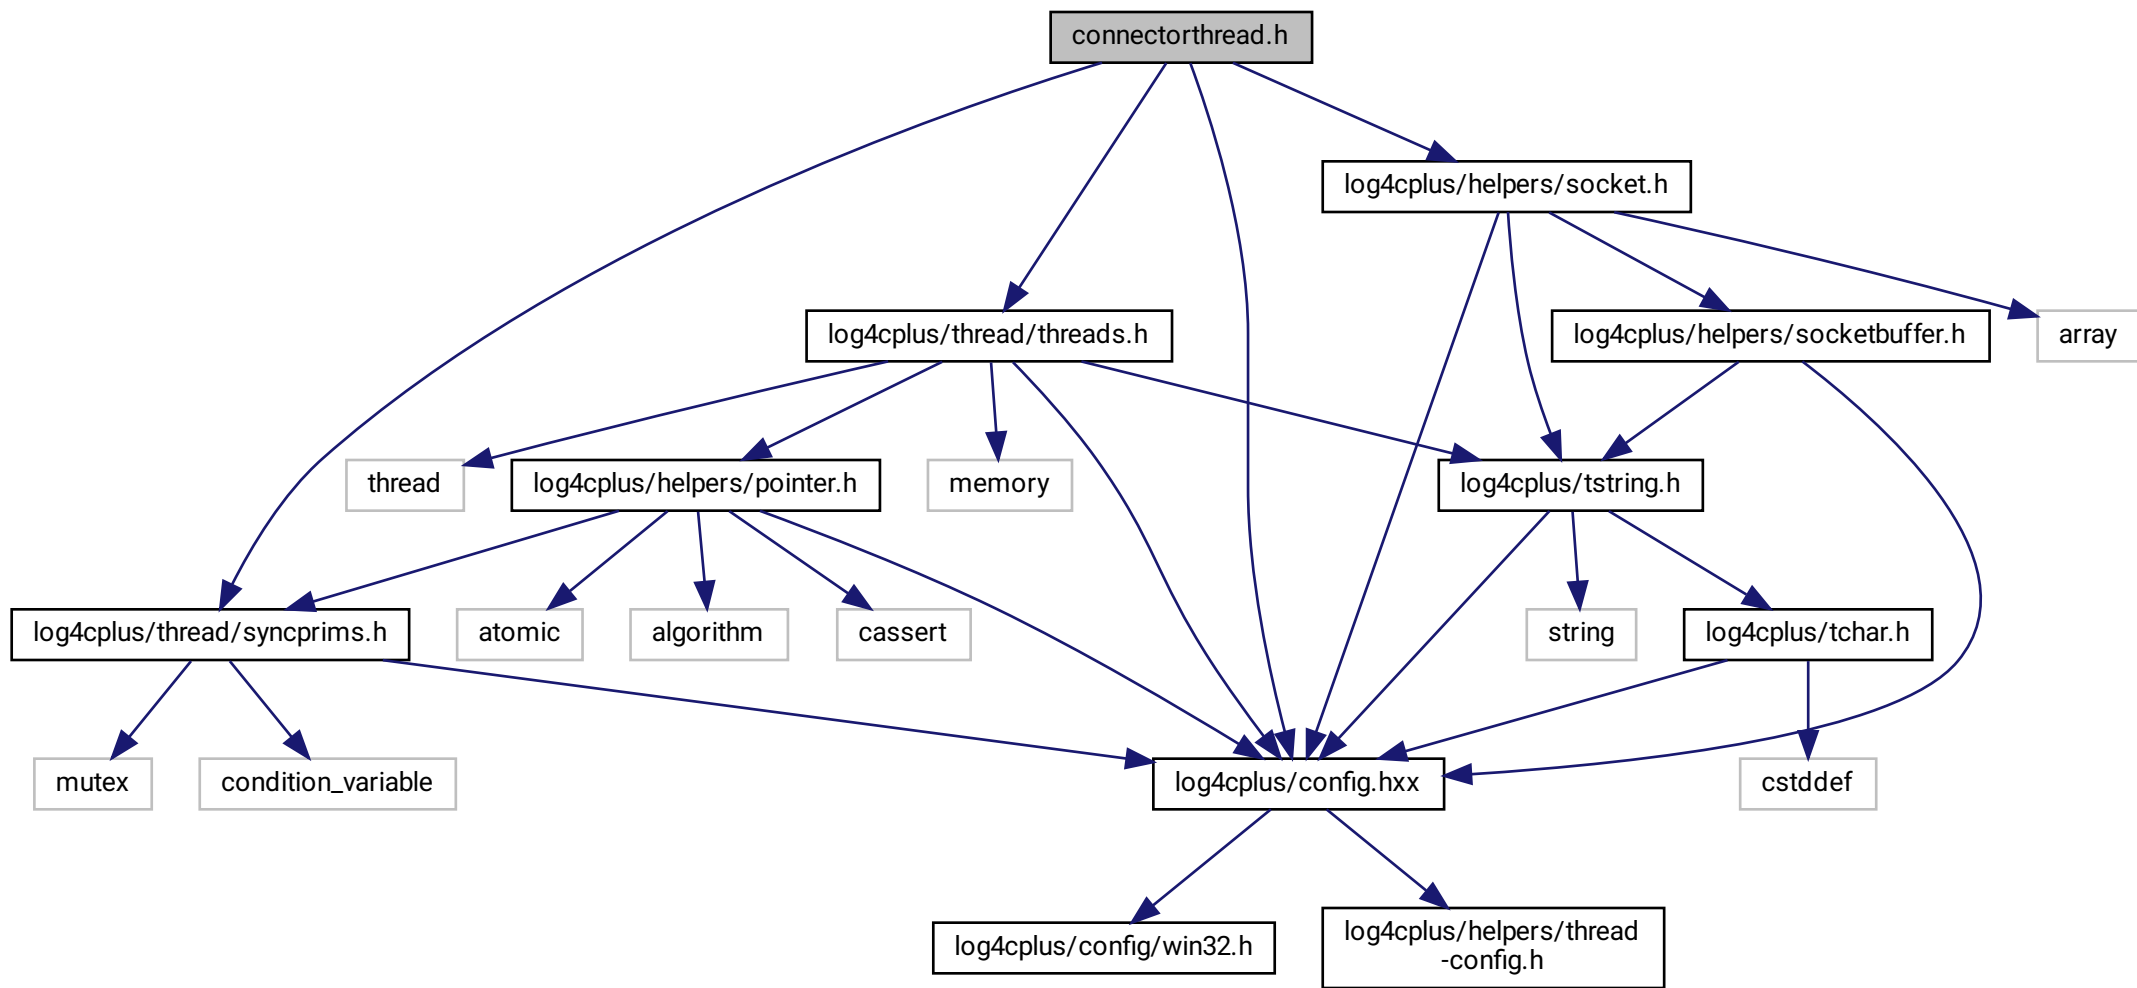 connectorthread.h
log4cplus/helpers/socket.h
log4cplus/thread/threads.h
log4cplus/helpers/socketbuffer.h
array
thread
log4cplus/helpers/pointer.h
memory
log4cplus/tstring.h
log4cplus/thread/syncprims.h
atomic
algorithm
cassert
string
log4cplus/tchar.h
mutex
condition_variable
log4cplus/config.hxx
cstddef
log4cplus/config/win32.h
log4cplus/helpers/thread
-config.h